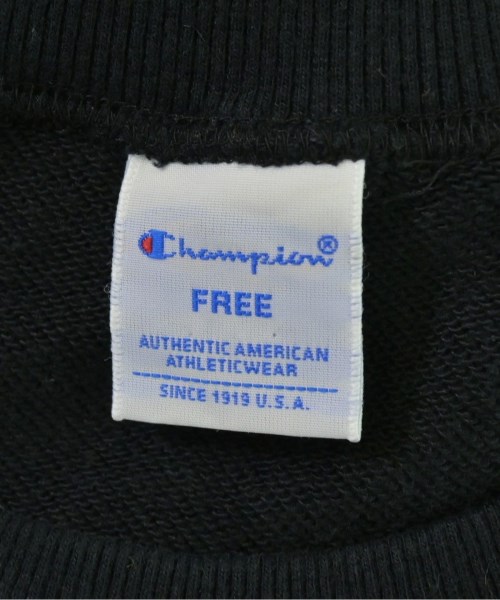 Champion®
FREE
AUTHENTIC AMERICAN
ATHLETICWEAR
SINCE 1919 U.S.A.